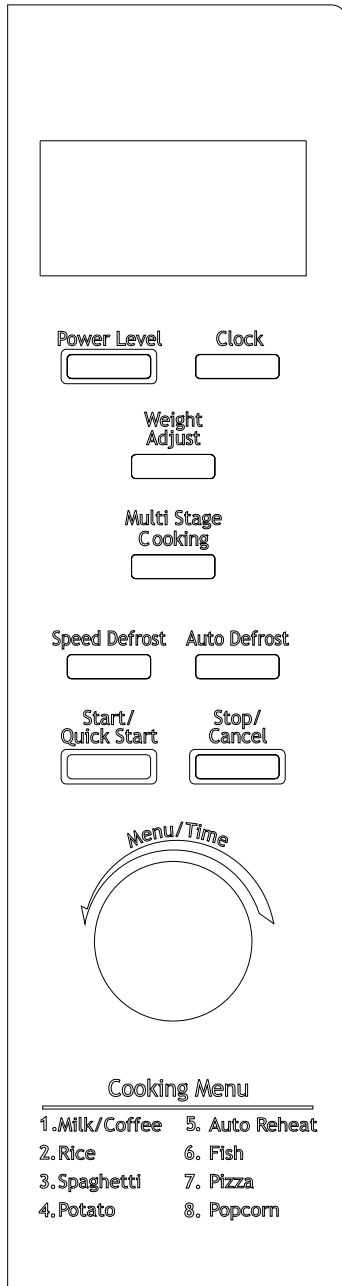 Power Level
Clock
Weight
Adjust
Multi Stage
Cooking
Speed Defrost
Auto Defrost
Start/
Quick Start
Stop/
Cancel
Menu/Time
Cooking Menu
1.Milk/Coffee
2.Rice
3.Spaghetti
4.Potato
5. Auto Reheat
6. Fish
7. Pizza
8. Popcorn